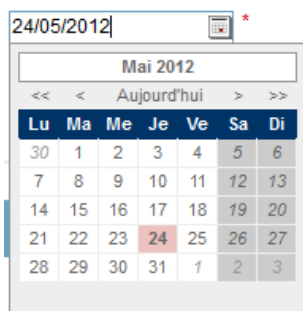 24/05/2012 *
Mai 2012
<< < Aujourd'hui > >>
Lu Ma Me Je Ve Sa Di
30 1 2 3 4 5 6
7 8 9 10 11 12 13
14 15 16 17 18 19 20
21 22 23 24 25 26 27
28 29 30 31 1 2 3